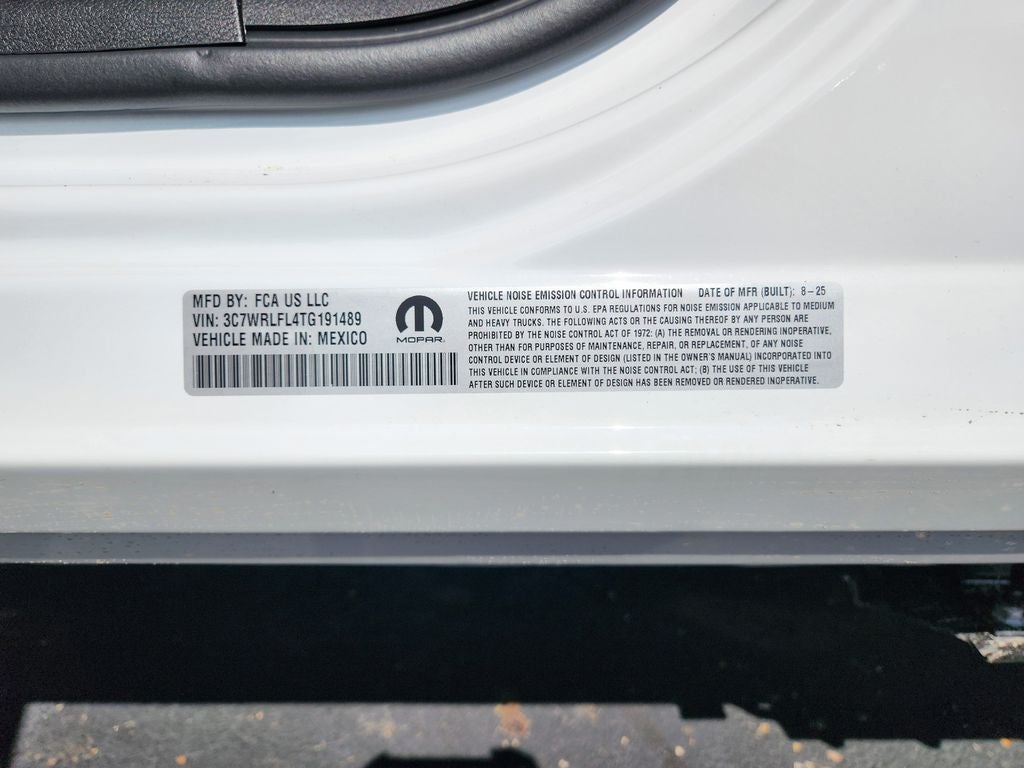 MFD BY: FCA US LLC
VIN: 3C7WRLFL4TG191489
VEHICLE MADE IN: MEXICO
MOPAR
VEHICLE NOISE EMISSION CONTROL INFORMATION DATE OF MFR (BUILT): 8-25
THIS VEHICLE CONFORMS TO U.S. EPA REGULATIONS FOR NOISE EMISSION APPLICABLE TO MEDIUM
AND HEAVY TRUCKS. THE FOLLOWING ACTS OR THE CAUSING THEREOF BY ANY PERSON ARE
PROHIBITED BY THE NOISE CONTROL ACT OF 1972: (A) THE REMOVAL OR RENDERING INOPERATIVE,
OTHER THAN FOR PURPOSES OF MAINTENANCE, REPAIR, OR REPLACEMENT, OF ANY NOISE
CONTROL DEVICE OR ELEMENT OF DESIGN (LISTED IN THE OWNER'S MANUAL) INCORPORATED INTO
THIS VEHICLE IN COMPLIANCE WITH THE NOISE CONTROL ACT; (B) THE USE OF THIS VEHICLE
AFTER SUCH DEVICE OR ELEMENT OF DESIGN HAS BEEN REMOVED OR RENDERED INOPERATIVE.